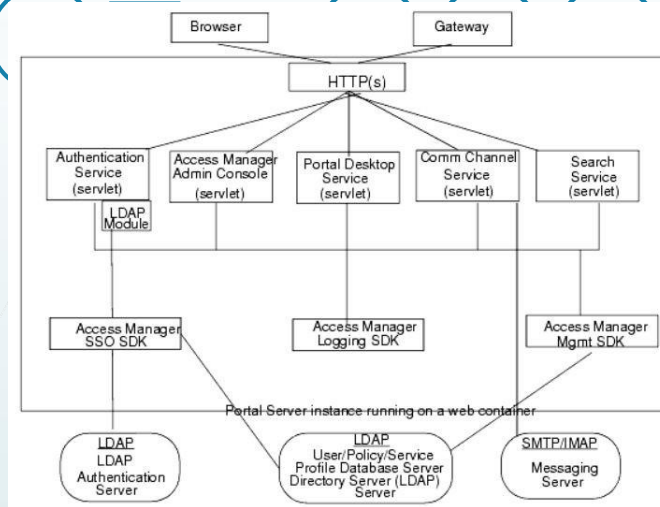 Browser
Gateway
HTTP(s)
Authentication
Service
(servlet)
LDAP
Module
Access Manager
Admin Console
(servlet)
Portal Desktop
Service
(servlet)
Comm Channel
Service
(servlet)
Search
Service
(servlet)
Access Manager
SSO SDK
Access Manager
Logging SDK
Access Manager
Mgmt SDK
Portal Server instance running on a web container
LDAP
LDAP
Authentication
Server
LDAP
User/Policy/Service
Profile Database Server
Directory Server (LDAP)
Server
SMTP/IMAP
Messaging
Server